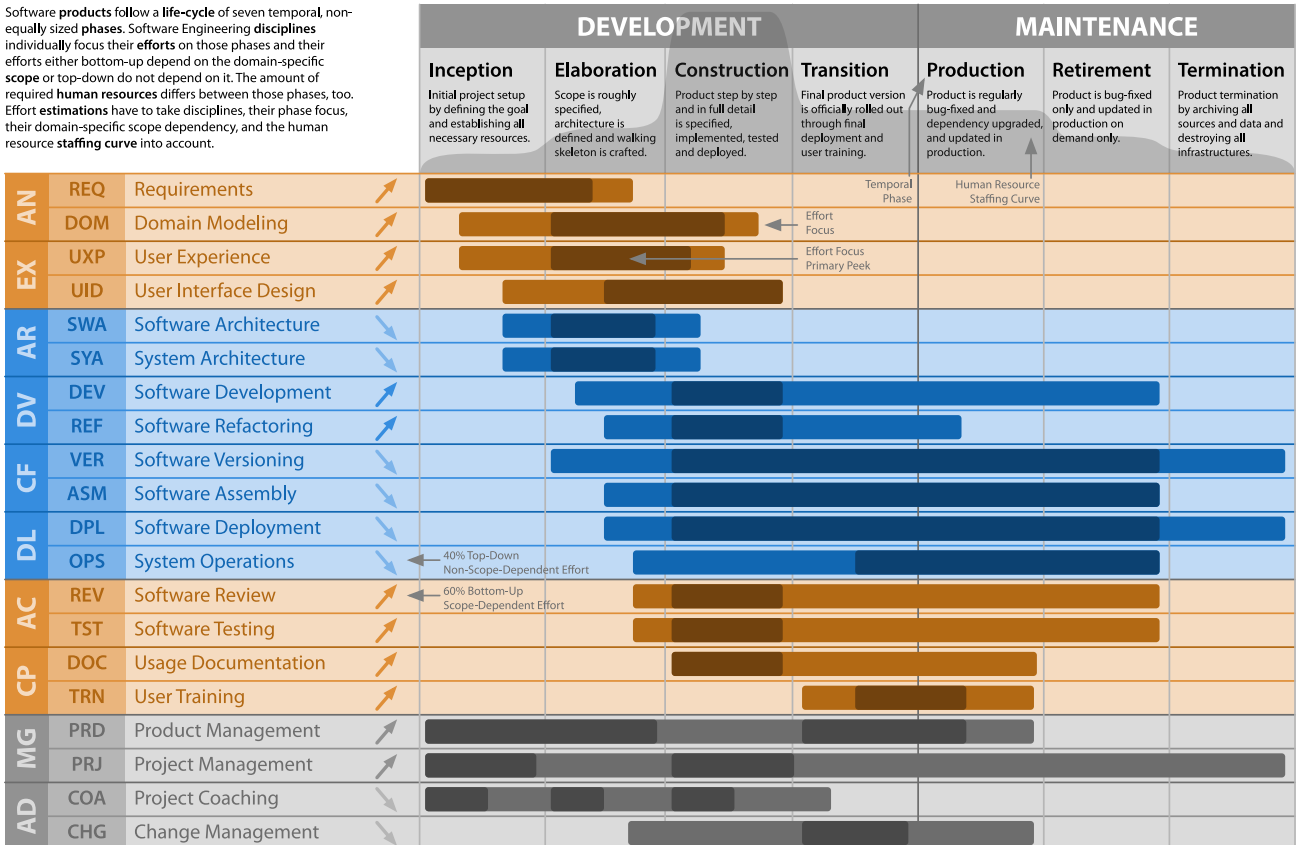 Software products follow a life-cycle of seven temporal, non-
equally sized phases. Software Engineering disciplines
individually focus their efforts on those phases and their
efforts either bottom-up depend on the domain-specific
scope or top-down do not depend on it. The amount of
required human resources differs between those phases, too.
Effort estimations have to take disciplines, their phase focus,
their domain-specific scope dependency, and the human
resource staffing curve into account.
DEVELOPMENT
MAINTENANCE
Inception
Initial project setup
by defining the goal
and establishing all
necessary resources.
Elaboration
Scope is roughly
specified,
architecture is
defined and walking
skeleton is crafted.
Construction
Product step by step
and in full detail
is specified,
implemented, tested
and deployed.
Transition
Final product version
is officially rolled out
through final
deployment and
user training.
Production
Product is regularly
bug-fixed and
dependency upgraded,
and updated in
production.
Retirement
Product is bug-fixed
only and updated in
production on
demand only.
Termination
Product termination
by archiving all
sources and data and
destroying all
infrastructures.
Temporal
Phase
Human Resource
Staffing Curve
AN
REQ Requirements
DOM Domain Modeling
Effort
Focus
EX
UXP User Experience
Effort Focus
Primary Peek
UID User Interface Design
AR
SWA Software Architecture
SYA System Architecture
DV
DEV Software Development
REF Software Refactoring
CF
VER Software Versioning
ASM Software Assembly
DL
DPL Software Deployment
OPS System Operations
40% Top-Down
Non-Scope-Dependent Effort
AC
REV Software Review
60% Bottom-Up
Scope-Dependent Effort
TST Software Testing
CP
DOC Usage Documentation
TRN User Training
MG
PRD Product Management
PRJ Project Management
AD
COA Project Coaching
CHG Change Management